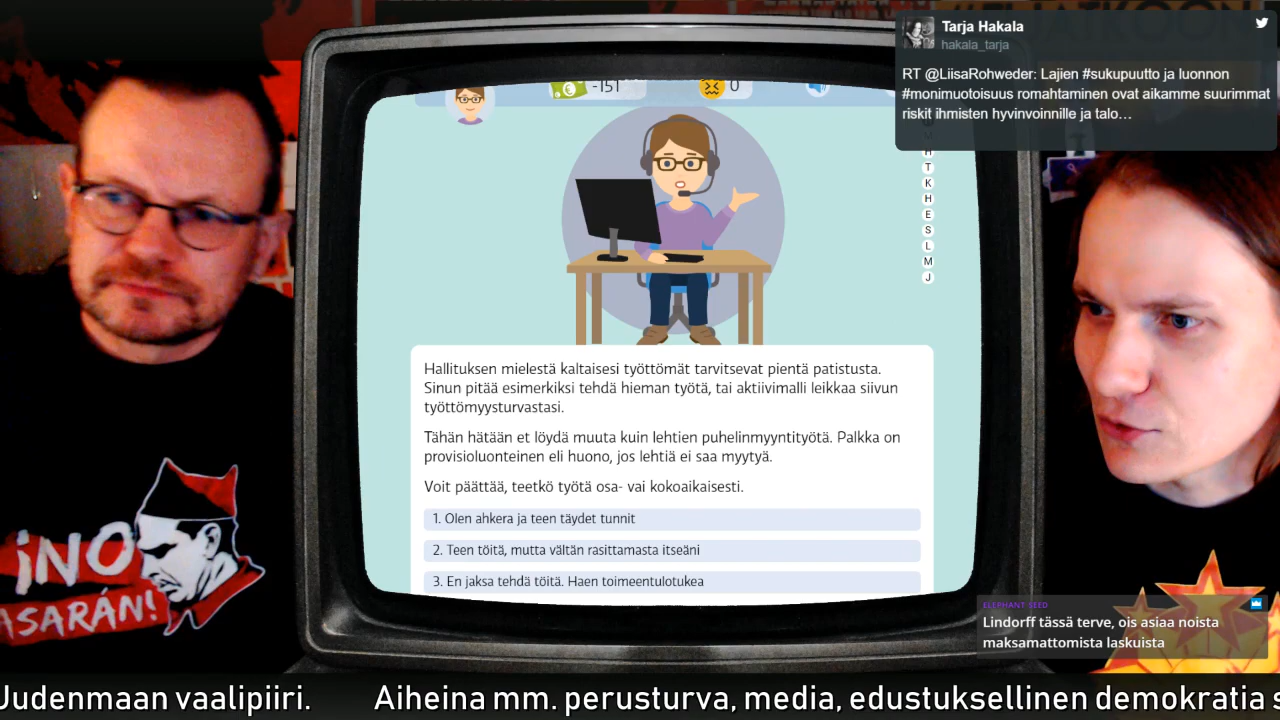 Tarja Hakala
hakala_tarja
RT @LiisaRohweder: Lajien #sukupuutto ja luonnon
#monimuotoisuus romahtaminen ovat aikamme suurimmat
riskit ihmisten hyvinvoinnille ja talo…
-151
0
H
T
K
H
E
S
L
M
J
Hallituksen mielestä kaltaisesi työttömät tarvitsevat pientä patistusta.
Sinun pitää esimerkiksi tehdä hieman työtä, tai aktiivimalli leikkaa siivun
työttömyysturvastasi.
Tähän hätään et löydä muuta kuin lehtien puhelinmyyntityötä. Palkka on
provisioluonteinen eli huono, jos lehtiä ei saa myytyä.
Voit päättää, teetkö työtä osa- vai kokoaikaisesti.
1. Olen ahkera ja teen täydet tunnit
2. Teen töitä, mutta vältän rasittamasta itseäni
3. En jaksa tehdä töitä. Haen toimeentulotukea
¡NO
ASARÁN!
ELEPHANT SEED
Lindorff tässä terve, ois asiaa noista
maksamattomista laskuista
Uudenmaan vaalipiiri. Aiheina mm. perusturva, media, edustuksellinen demokratia s